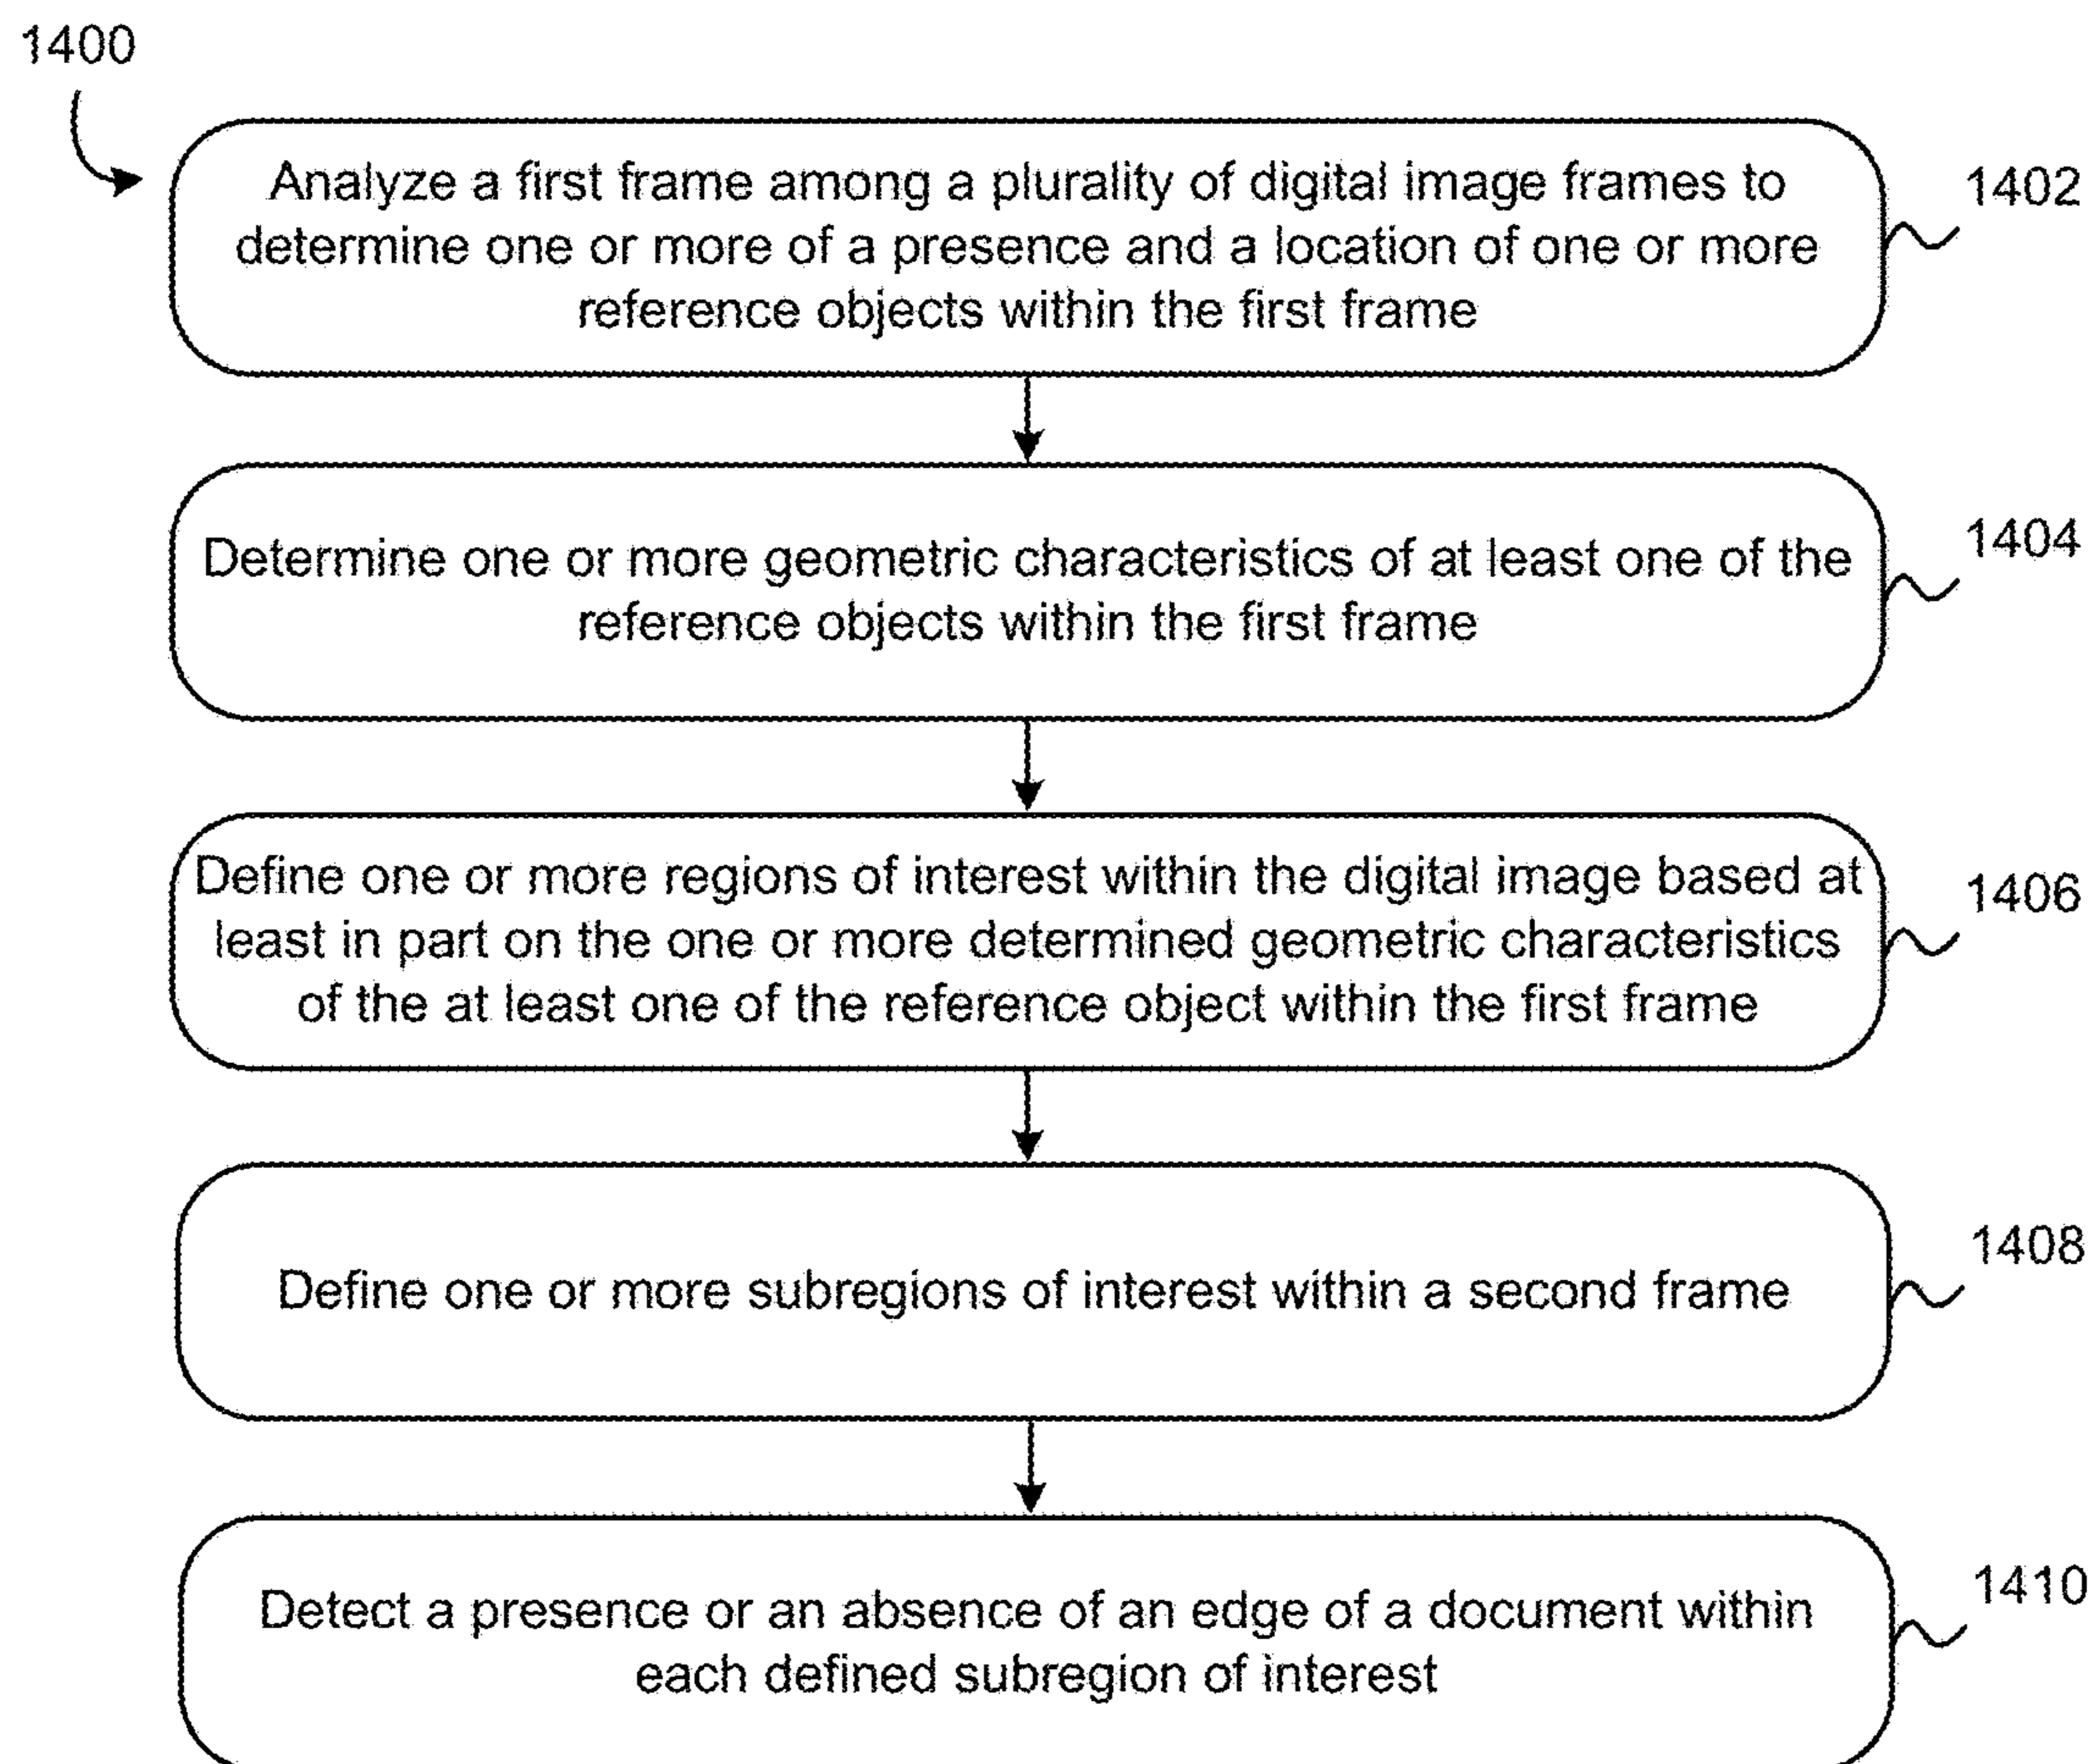 1400
Analyze a first frame among a plurality of digital image frames to
determine one or more of a presence and a location of one or more
reference objects within the first frame
1402
Determine one or more geometric characteristics of at least one of the
reference objects within the first frame
1404
Define one or more regions of interest within the digital image based at
least in part on the one or more determined geometric characteristics
of the at least one of the reference object within the first frame
1406
Define one or more subregions of interest within a second frame
1408
Detect a presence or an absence of an edge of a document within
each defined subregion of interest
1410